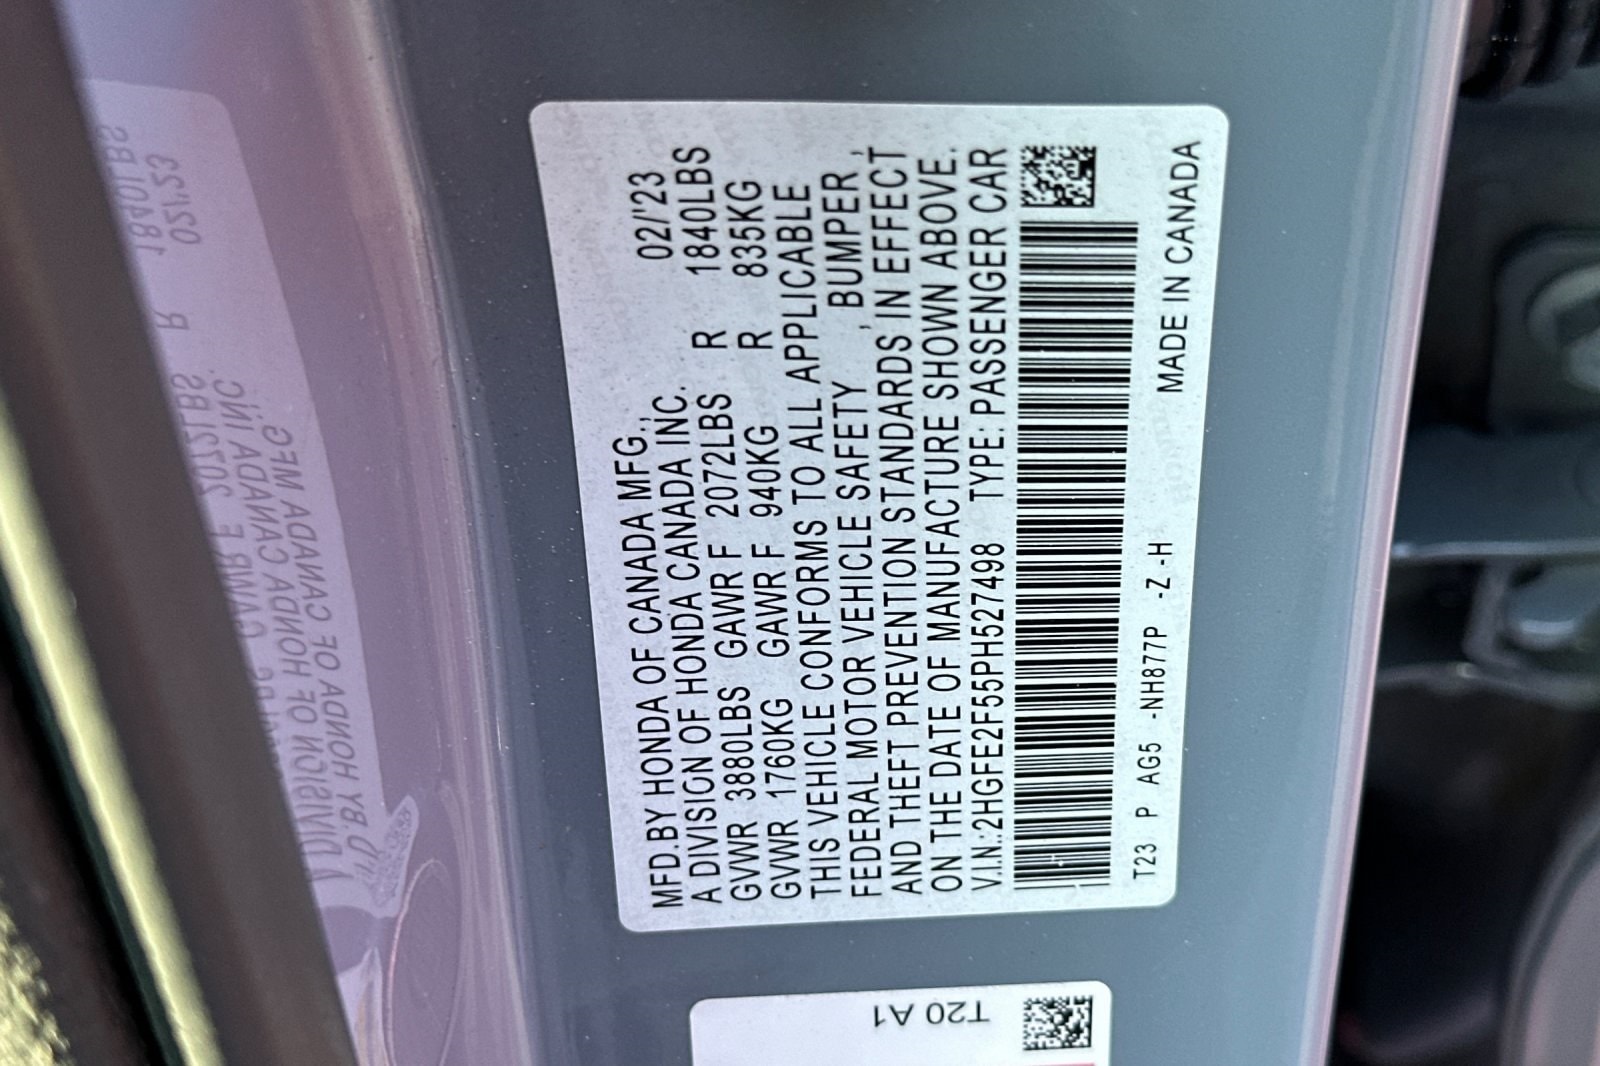 MFD.BY HONDA OF CANADA MFG., 02/'23
A DIVISION OF HONDA CANADA INC.
GVWR 3880LBS GAWR F 2072LBS R 1840LBS
GVWR 1760KG GAWR F 940KG R 835KG
THIS VEHICLE CONFORMS TO ALL APPLICABLE
FEDERAL MOTOR VEHICLE SAFETY , BUMPER,
AND THEFT PREVENTION STANDARDS IN EFFECT
ON THE DATE OF MANUFACTURE SHOWN ABOVE.
V.I.N.:2HGFE2F55PH527498 TYPE: PASSENGER CAR
T23 P AG5 -NH877P -Z -H MADE IN CANADA
T20 A1